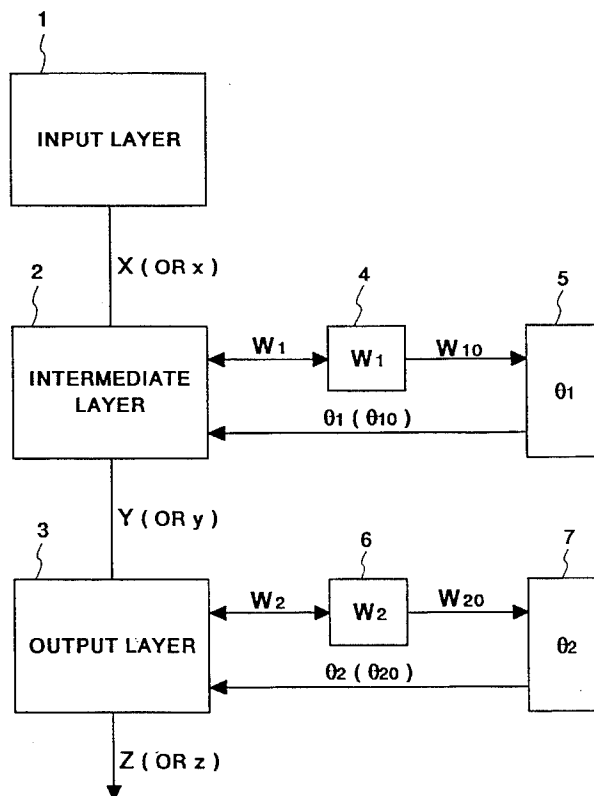 1
INPUT LAYER
X ( OR x )
2
4
5
INTERMEDIATE
LAYER
W1
W1
W10
θ1
θ1 ( θ10 )
Y ( OR y )
3
6
7
OUTPUT LAYER
W2
W2
W20
θ2
θ2 ( θ20 )
Z ( OR z )